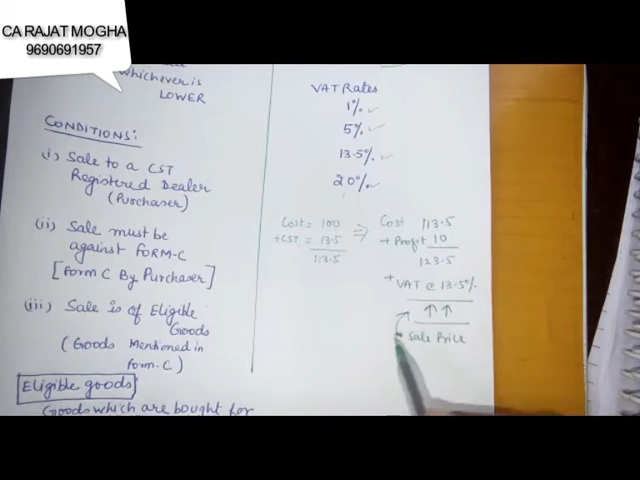 CA RAJAT MOGHA
9690691957
whichever is
LOWER
CONDITIONS:
(i) Sale to a CST
Registered Dealer
(Purchaser)
(ii) Sale must be
against FORM-C
[Form C By Purchaser]
(iii) Sale is of Eligible
Goods
(Goods Mentioned in
Form-C)
Eligible goods
Goods which are bought for
VAT Rates
1%
5%
13.5%
20%
Cost = 100
+CST = 13.5
113.5
⇒
Cost 113.5
+ Profit 10
123.5
+ VAT @ 13.5%
↑↑
Sale Price